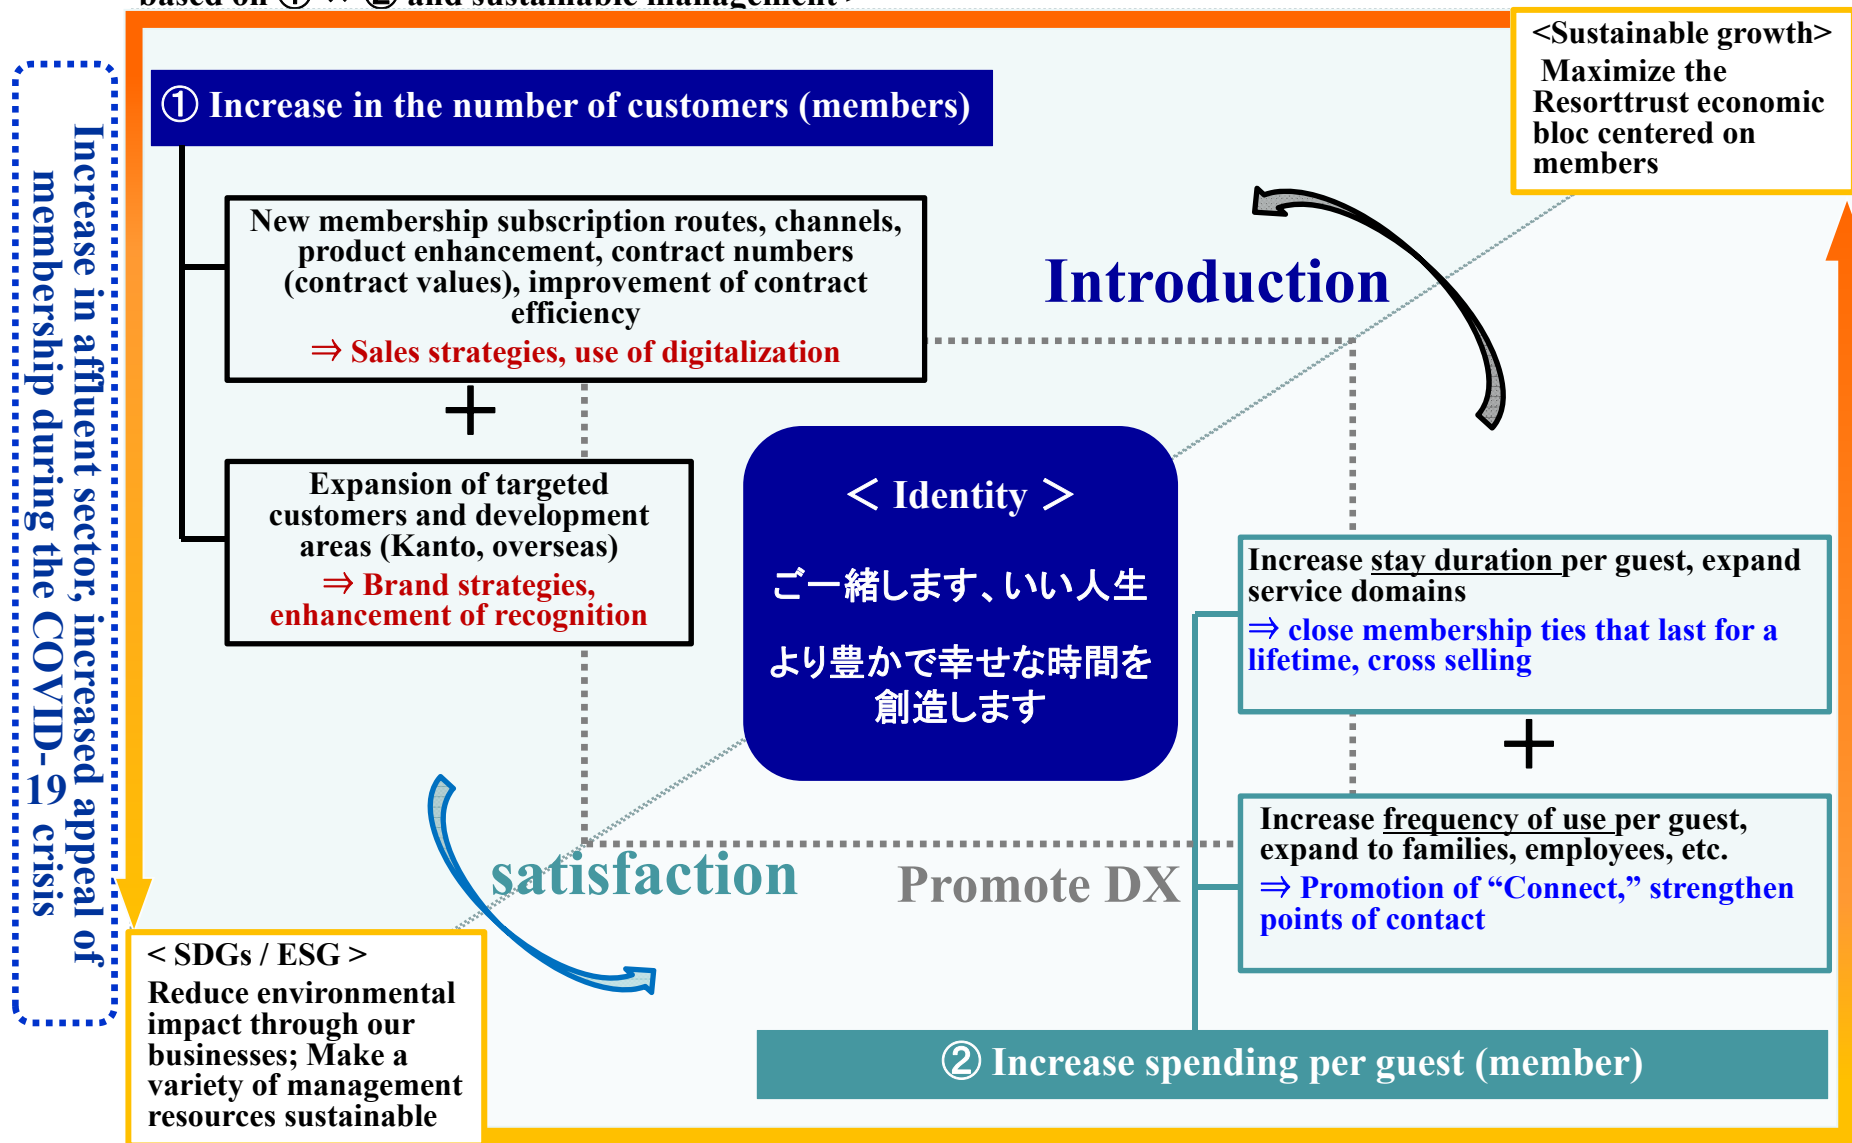 based on ① × ② and sustainable management >
<Sustainable growth>
Maximize the
Resorttrust economic
bloc centered on
members
① Increase in the number of customers (members)
Increase in affluent sector, increased appeal of
membership during the COVID-19 crisis
New membership subscription routes, channels,
product enhancement, contract numbers
(contract values), improvement of contract
efficiency
⇒ Sales strategies, use of digitalization
+
Expansion of targeted
customers and development
areas (Kanto, overseas)
⇒ Brand strategies,
enhancement of recognition
Introduction
< Identity >
ご一緒します、いい人生
より豊かで幸せな時間を
創造します
Increase stay duration per guest, expand
service domains
⇒ close membership ties that last for a
lifetime, cross selling
+
Increase frequency of use per guest,
expand to families, employees, etc.
⇒ Promotion of “Connect,” strengthen
points of contact
satisfaction
Promote DX
< SDGs / ESG >
Reduce environmental
impact through our
businesses; Make a
variety of management
resources sustainable
② Increase spending per guest (member)